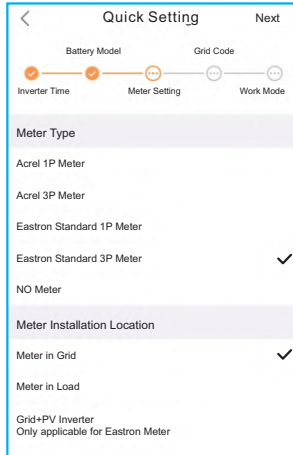 Quick Setting Next
Battery Model Grid Code
Inverter Time Meter Setting Work Mode
Meter Type
Acrel 1P Meter
Acrel 3P Meter
Eastron Standard 1P Meter
Eastron Standard 3P Meter
NO Meter
Meter Installation Location
Meter in Grid
Meter in Load
Grid+PV Inverter
Only applicable for Eastron Meter